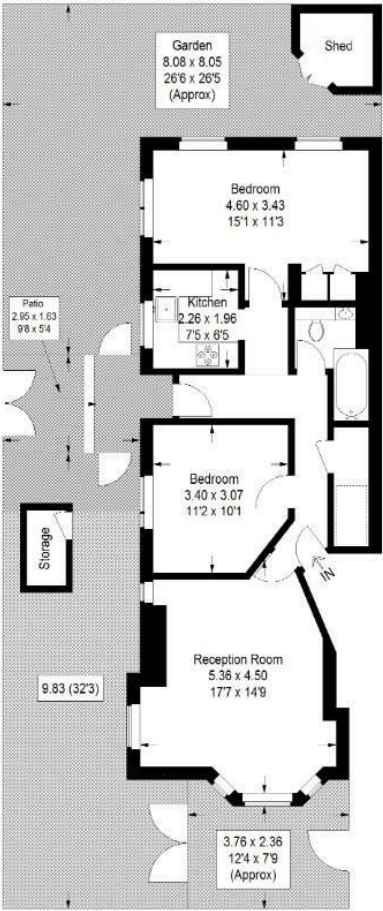 Garden
8.08 x 8.05
26'6 x 26'5
(Approx)
Shed
Bedroom
4.60 x 3.43
15'1 x 11'3
Kitchen
2.26 x 1.96
7'5 x 6'5
Patio
2.95 x 1.63
9'8 x 5'4
Bedroom
3.40 x 3.07
11'2 x 10'1
Storage
IN
Reception Room
5.36 x 4.50
17'7 x 14'9
9.83 (32'3)
3.76 x 2.36
12'4 x 7'9
(Approx)